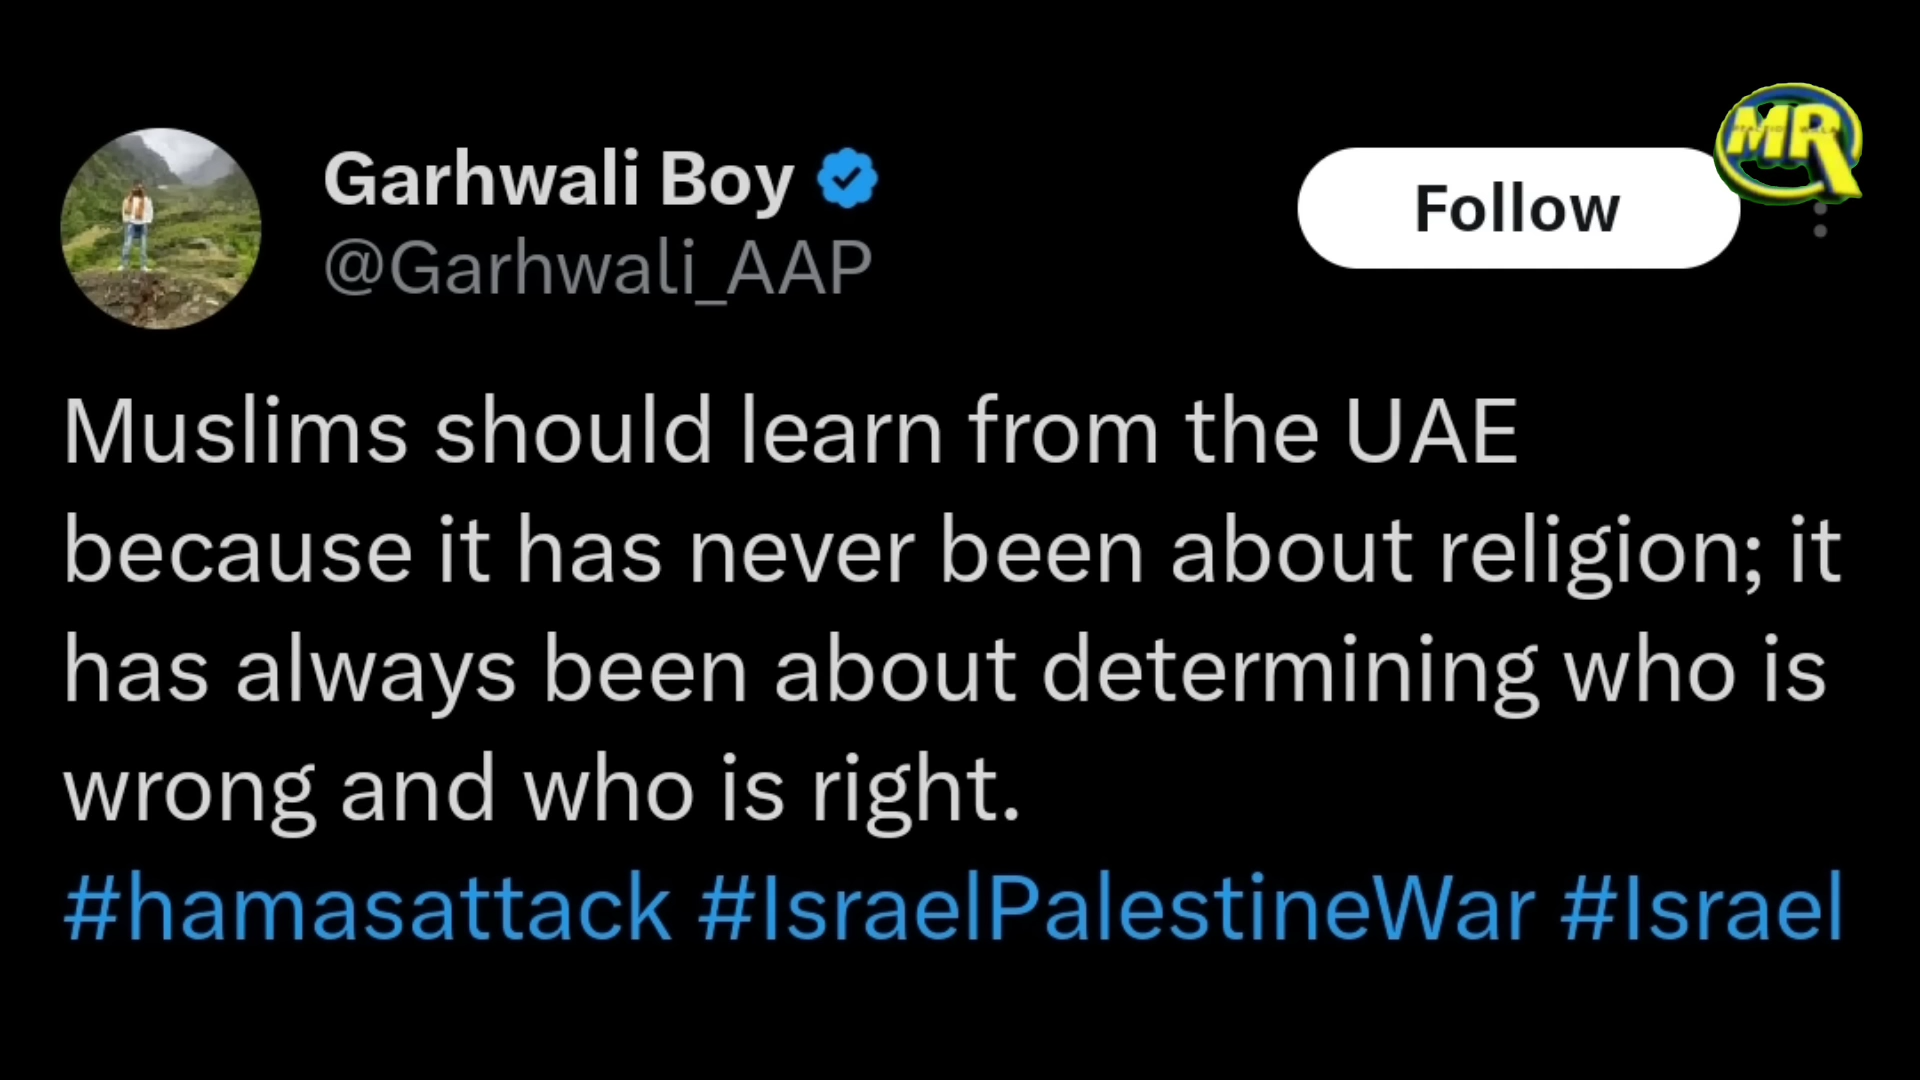 Garhwali Boy
@Garhwali_AAP
Follow
MR
Muslims should learn from the UAE
because it has never been about religion; it
has always been about determining who is
wrong and who is right.
#hamasattack #IsraelPalestineWar #Israel